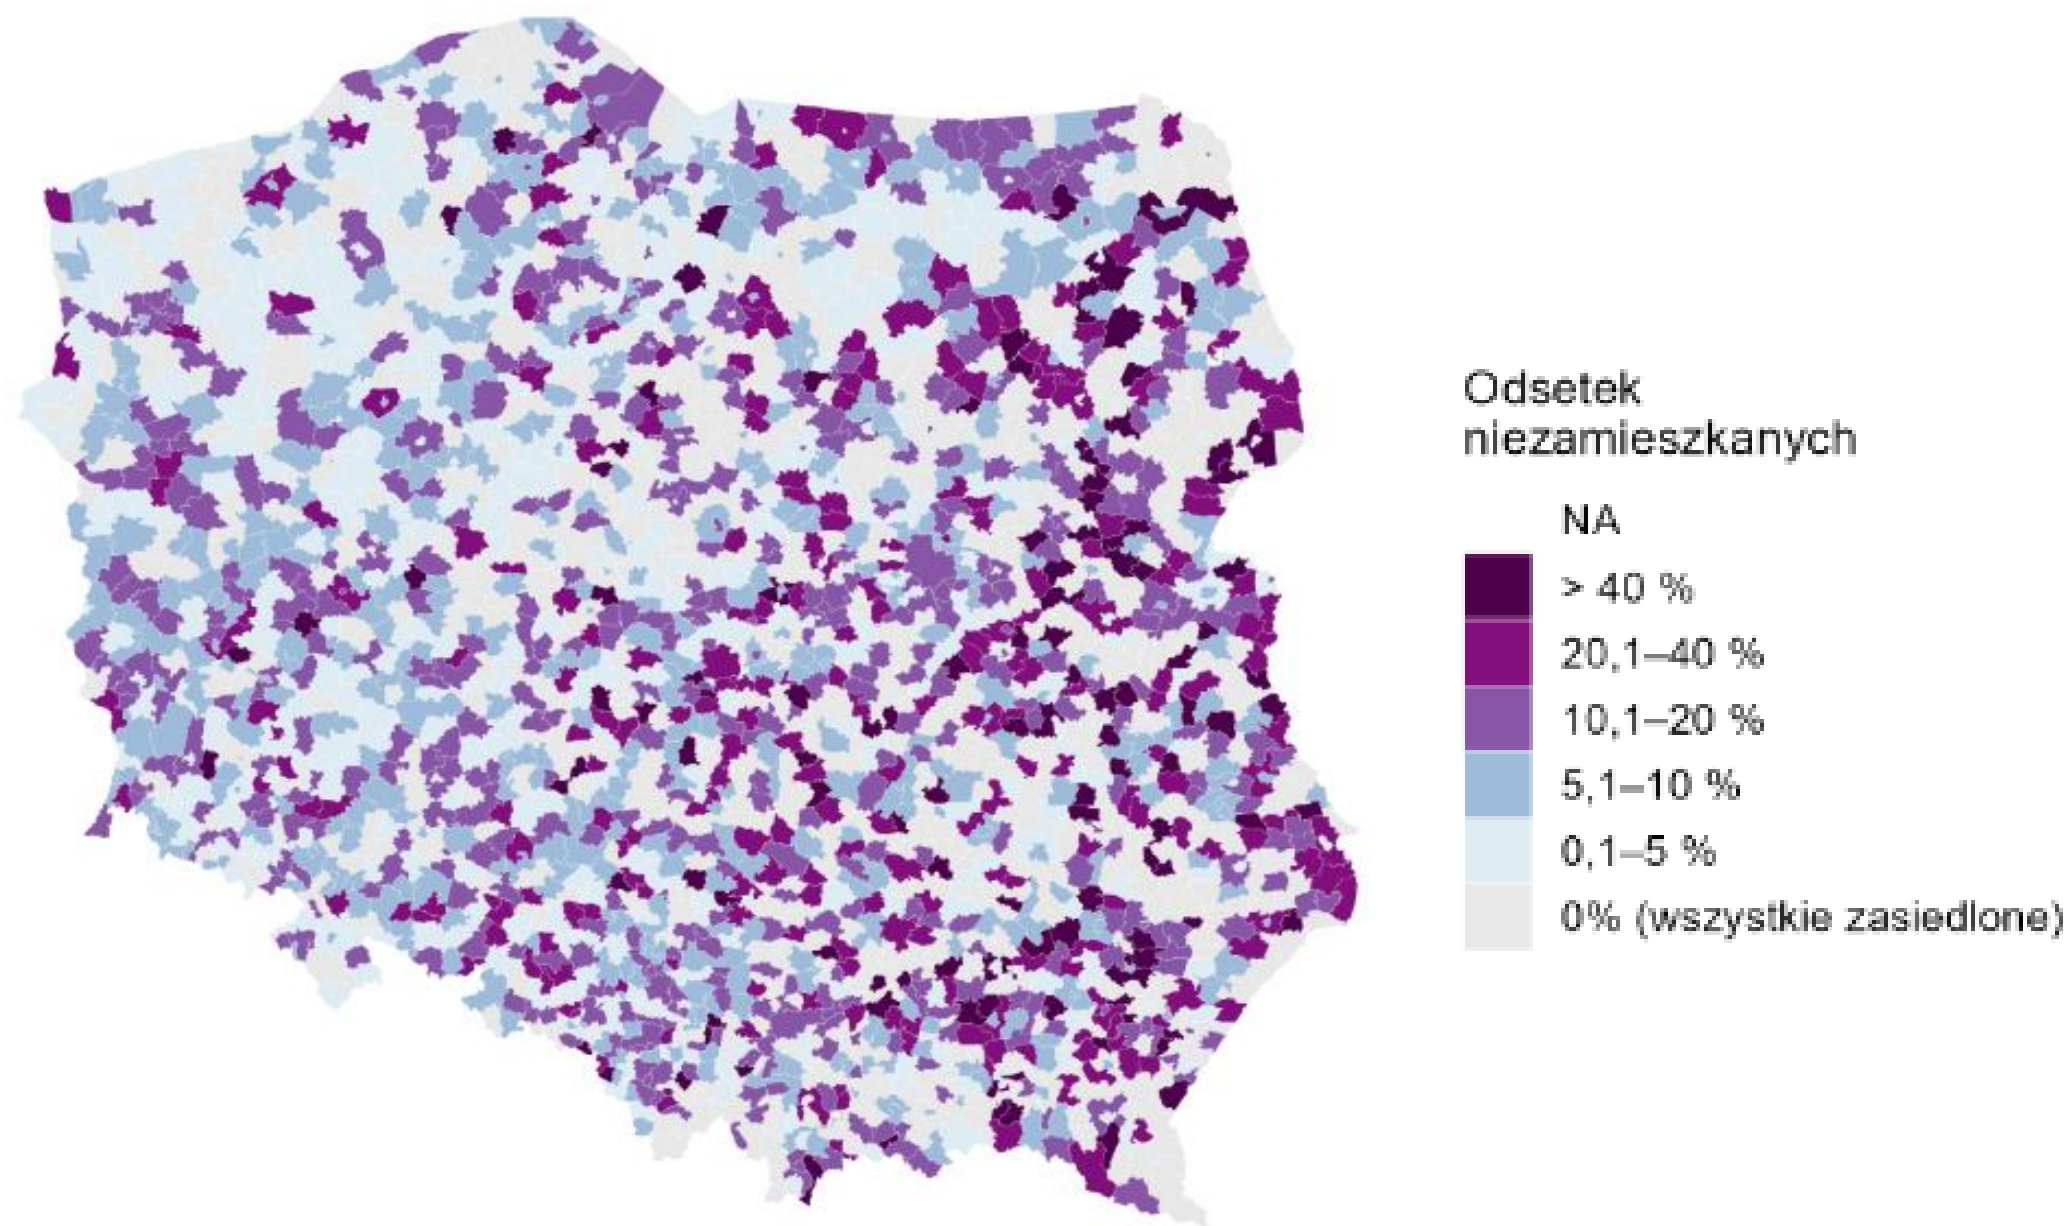 Odsetek
niezamieszkanych
NA
> 40 %
20,1–40 %
10,1–20 %
5,1–10 %
0,1–5 %
0% (wszystkie zasiedlone)